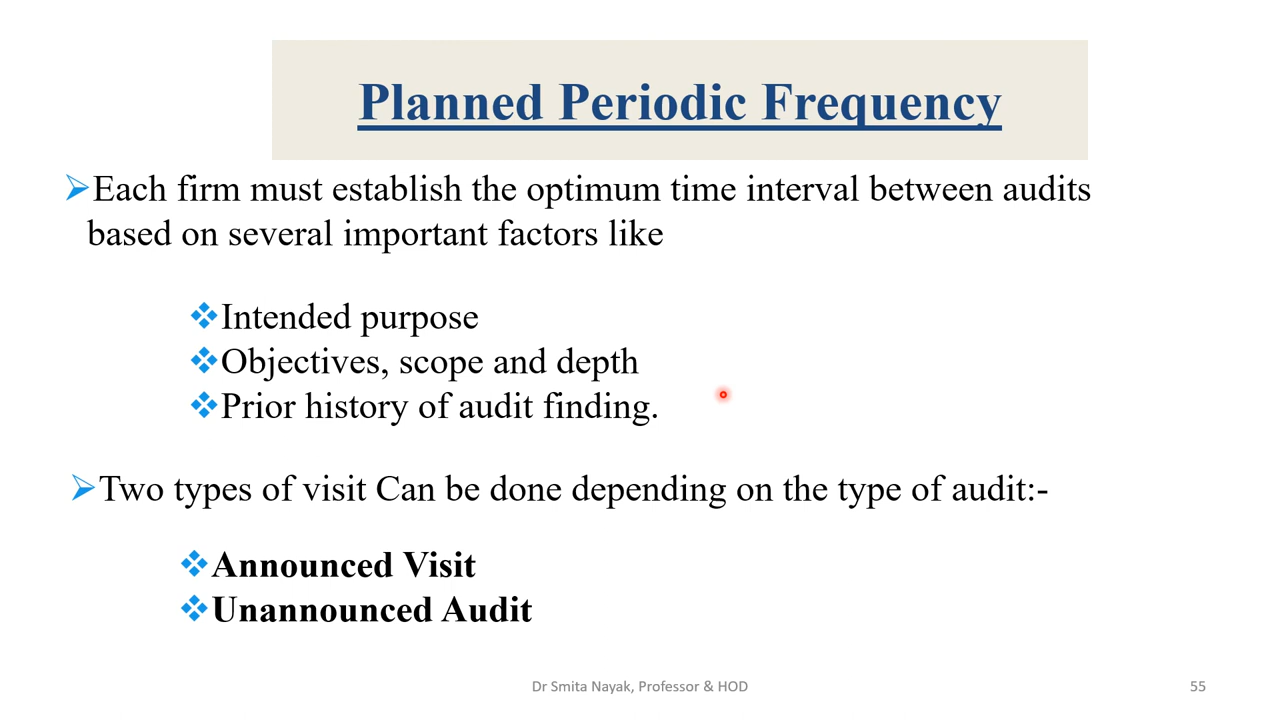 Planned Periodic Frequency
Each firm must establish the optimum time interval between audits
based on several important factors like
Intended purpose
Objectives, scope and depth
Prior history of audit finding.
Two types of visit Can be done depending on the type of audit:-
Announced Visit
Unannounced Audit
Dr Smita Nayak, Professor & HOD
55